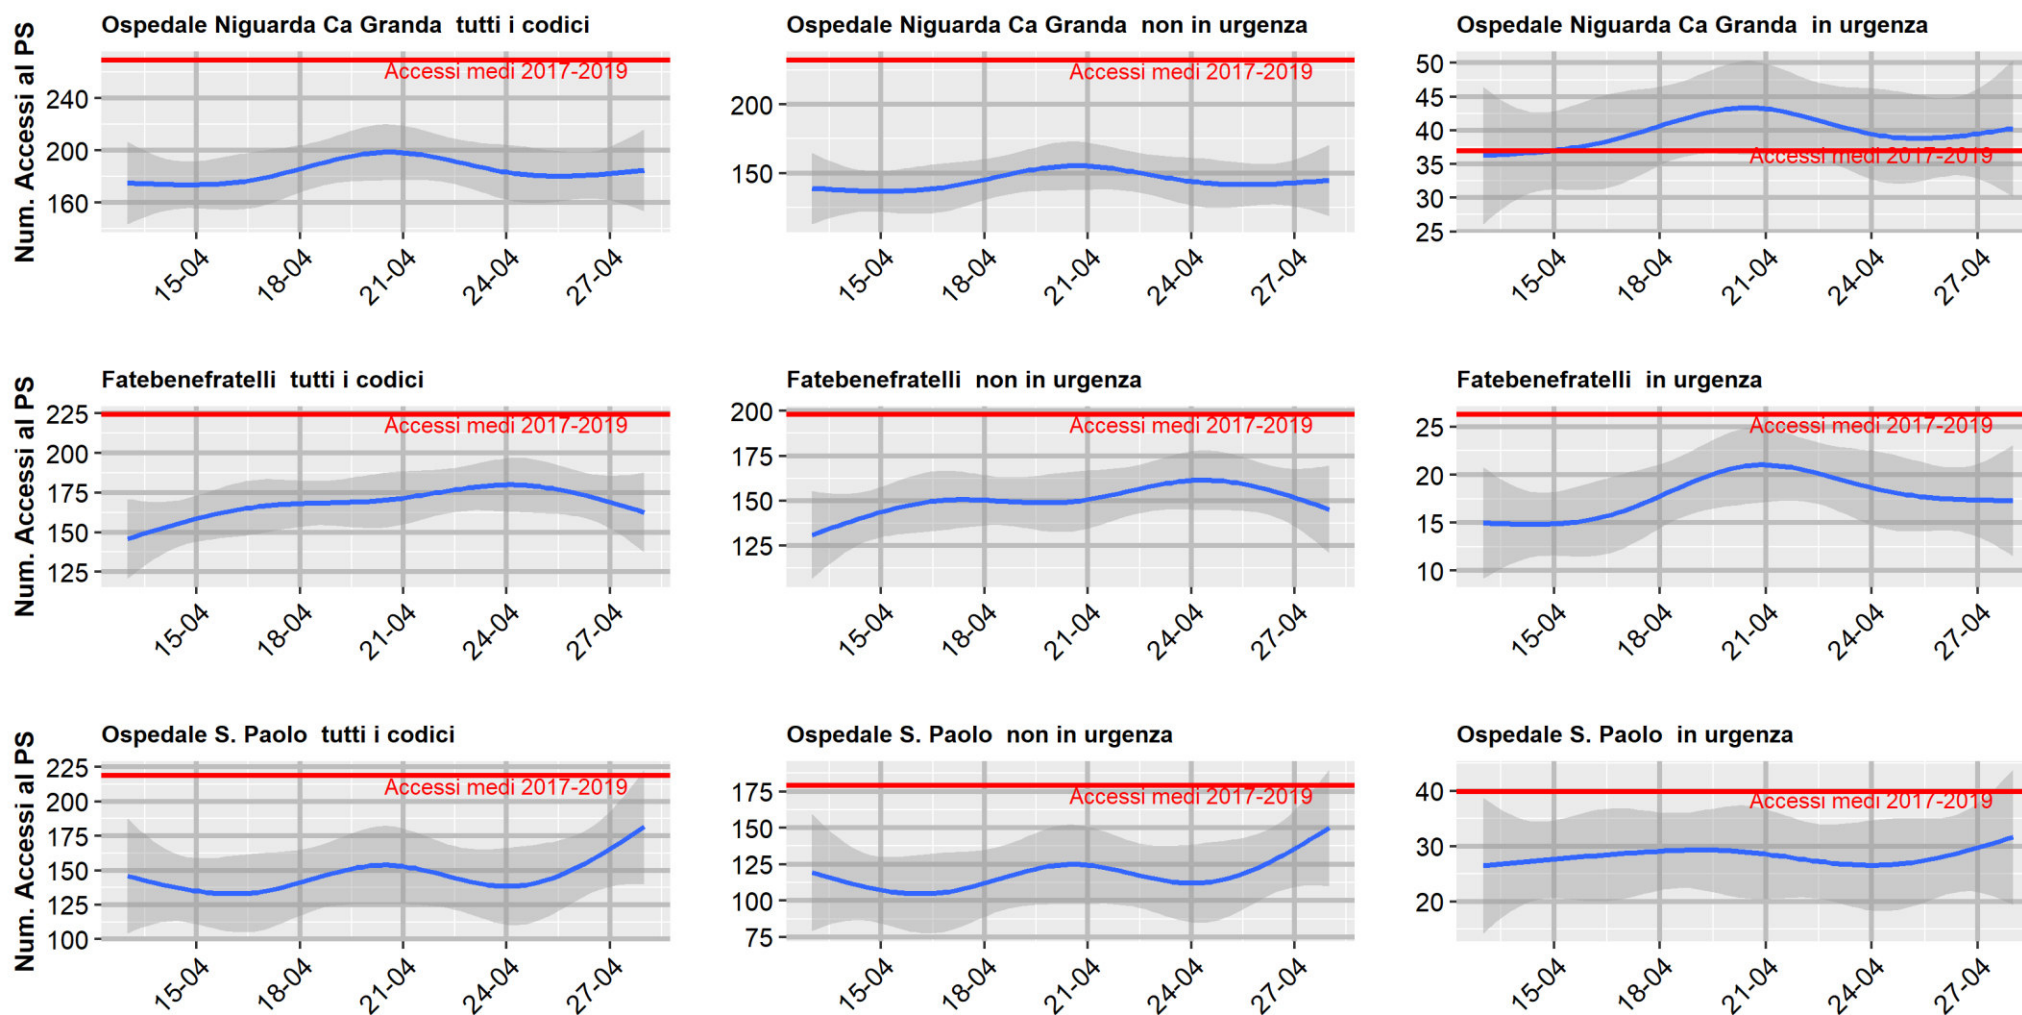 Ospedale Niguarda Ca Granda  tutti i codici
Num. Accessi al PS
Accessi medi 2017-2019
240
200
160
15-04 18-04 21-04 24-04 27-04
Ospedale Niguarda Ca Granda  non in urgenza
Accessi medi 2017-2019
200
150
15-04 18-04 21-04 24-04 27-04
Ospedale Niguarda Ca Granda  in urgenza
50
45
40
35
Accessi medi 2017-2019
30
25
15-04 18-04 21-04 24-04 27-04
Fatebenefratelli  tutti i codici
Num. Accessi al PS
225
Accessi medi 2017-2019
200
175
150
125
15-04 18-04 21-04 24-04 27-04
Fatebenefratelli  non in urgenza
200
Accessi medi 2017-2019
175
150
125
15-04 18-04 21-04 24-04 27-04
Fatebenefratelli  in urgenza
25
Accessi medi 2017-2019
20
15
10
15-04 18-04 21-04 24-04 27-04
Ospedale S. Paolo  tutti i codici
Num. Accessi al PS
225
Accessi medi 2017-2019
200
175
150
125
100
15-04 18-04 21-04 24-04 27-04
Ospedale S. Paolo  non in urgenza
175
Accessi medi 2017-2019
150
125
100
75
15-04 18-04 21-04 24-04 27-04
Ospedale S. Paolo  in urgenza
40
Accessi medi 2017-2019
30
20
15-04 18-04 21-04 24-04 27-04